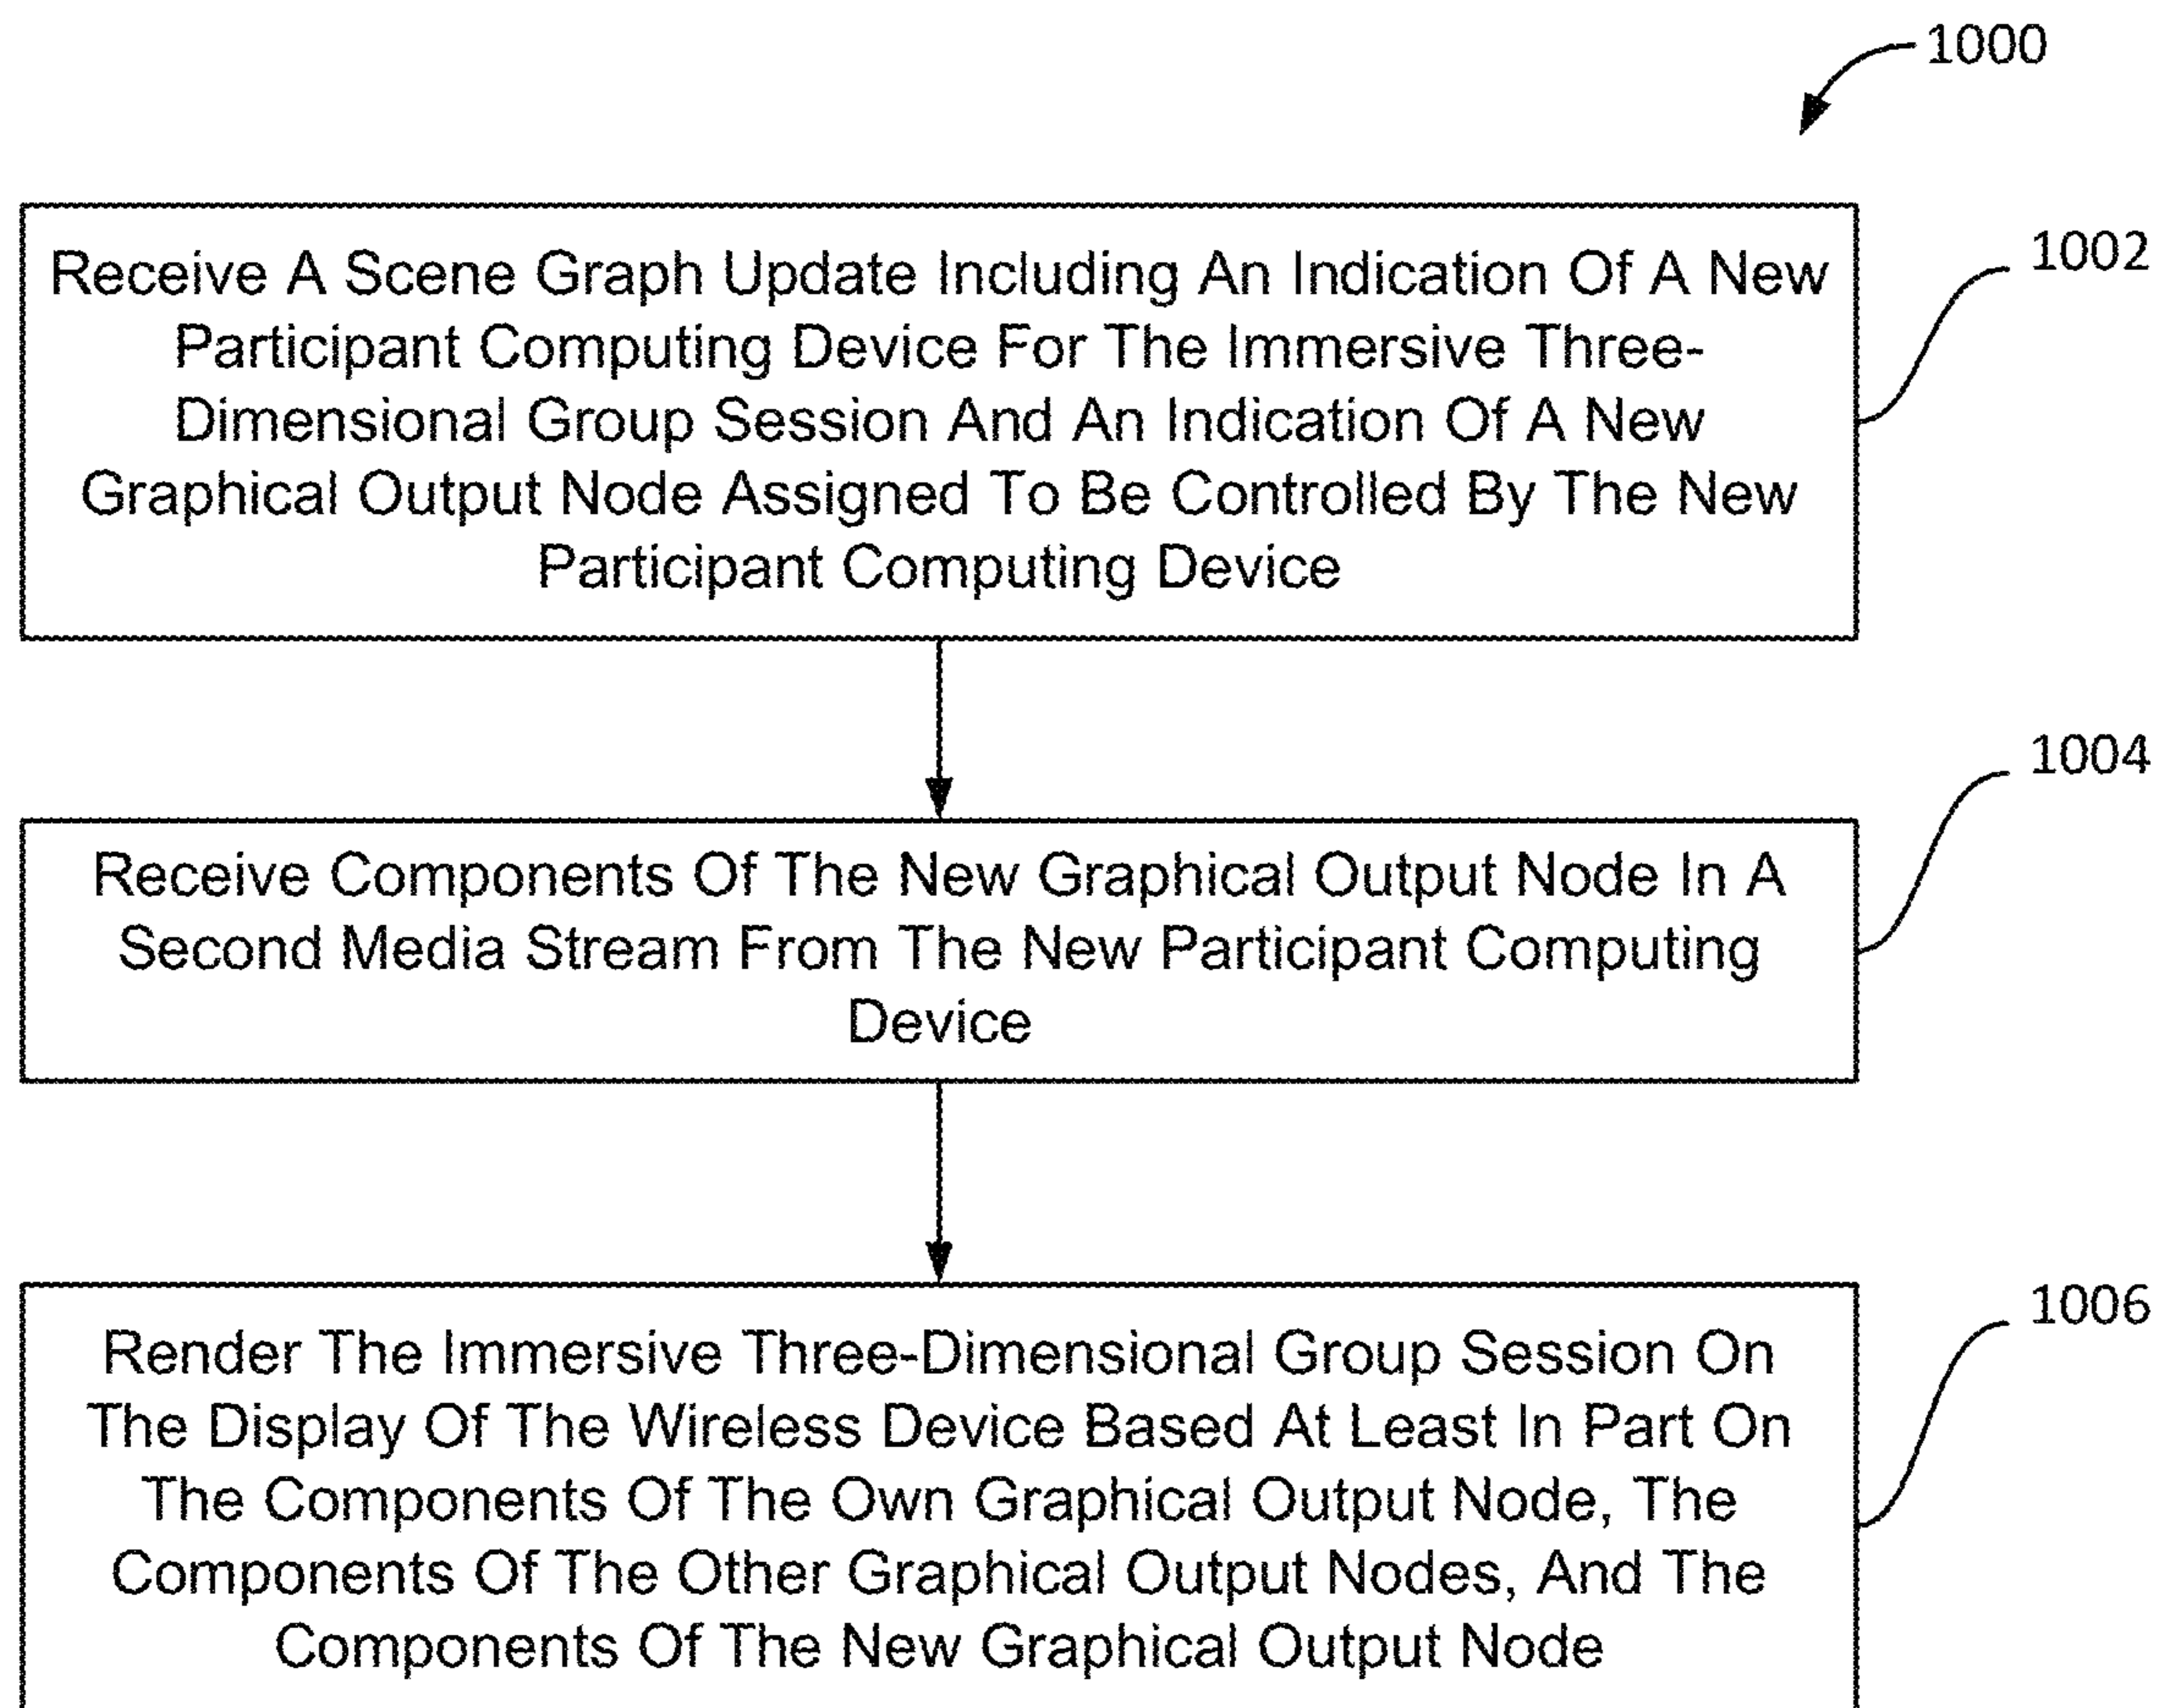 1000
Receive A Scene Graph Update Including An Indication Of A New
Participant Computing Device For The Immersive Three-
Dimensional Group Session And An Indication Of A New
Graphical Output Node Assigned To Be Controlled By The New
Participant Computing Device
1002
Receive Components Of The New Graphical Output Node In A
Second Media Stream From The New Participant Computing
Device
1004
Render The Immersive Three-Dimensional Group Session On
The Display Of The Wireless Device Based At Least In Part On
The Components Of The Own Graphical Output Node, The
Components Of The Other Graphical Output Nodes, And The
Components Of The New Graphical Output Node
1006